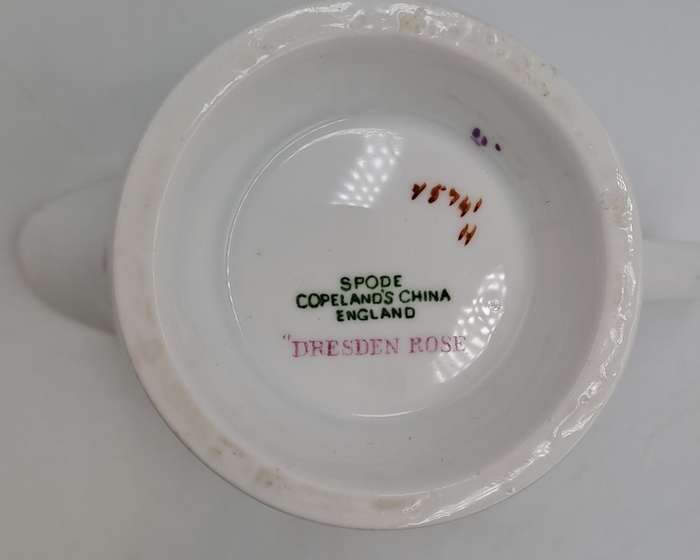 Y5741
H
SPODE
COPELAND'S CHINA
ENGLAND
"DRESDEN ROSE